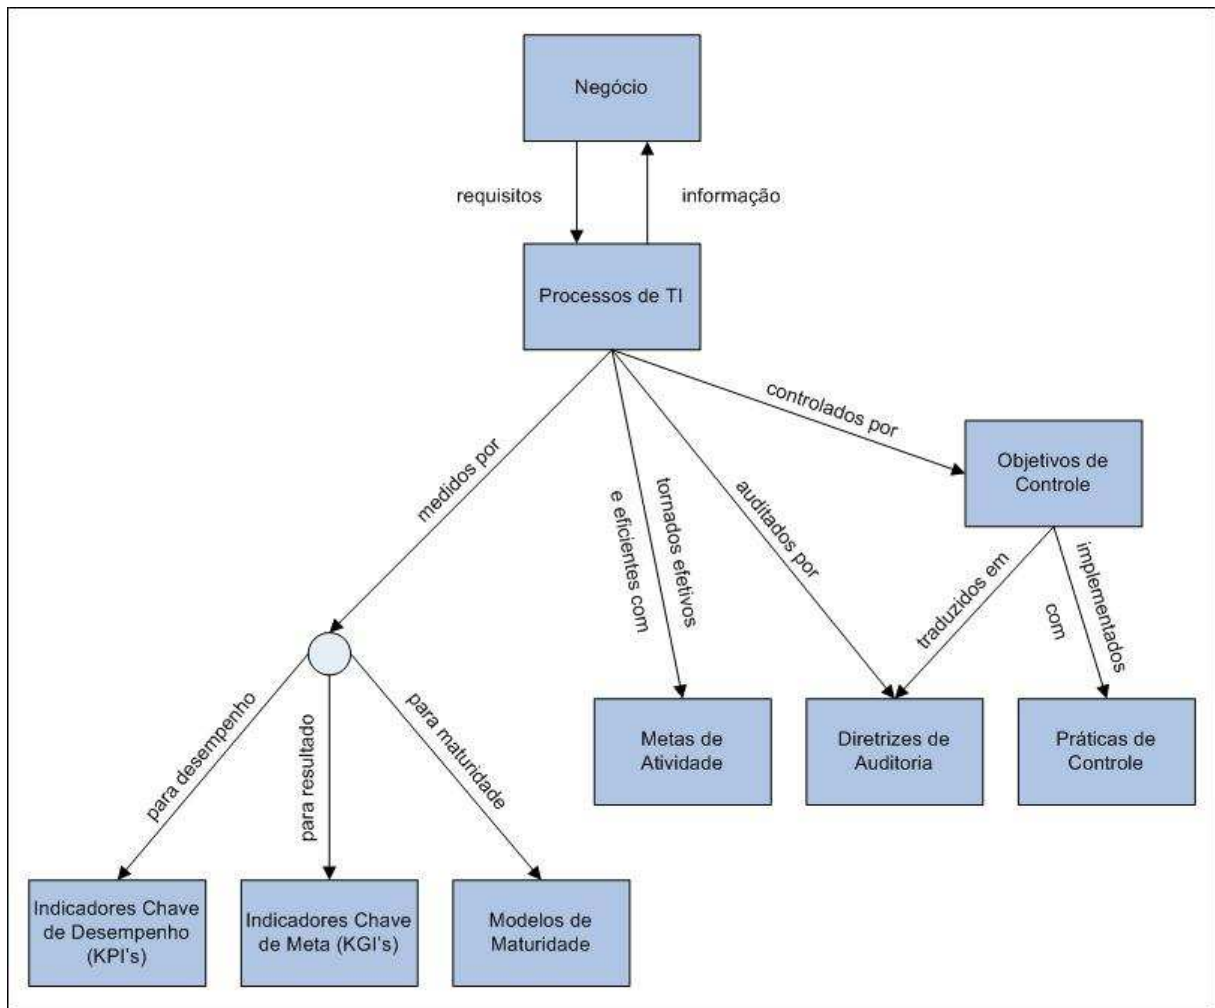 Negócio
requisitos
informação
Processos de TI
controlados por
Objetivos de
Controle
medidos por
tornados efetivos
e eficientes com
auditados por
traduzidos em
implementados
com
para desempenho
para resultado
para maturidade
Metas de
Atividade
Diretrizes de
Auditoria
Práticas de
Controle
Indicadores Chave
de Desempenho
(KPI's)
Indicadores Chave
de Meta (KGI's)
Modelos de
Maturidade